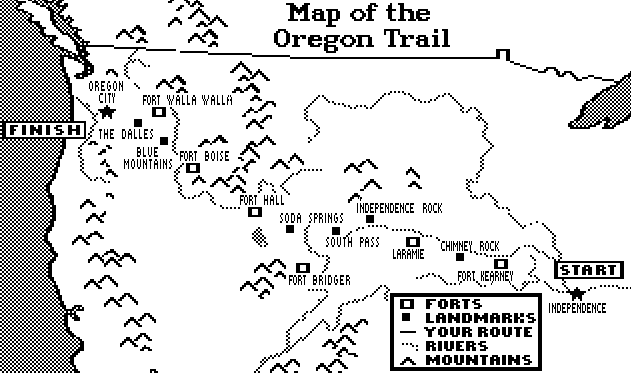 Map of the
Oregon Trail
OREGON
CITY
FORT WALLA WALLA
FINISH
THE DALLES
BLUE
MOUNTAINS
FORT BOISE
FORT HALL
SODA SPRINGS
INDEPENDENCE ROCK
SOUTH PASS
LARAMIE
CHIMNEY ROCK
FORT KEARNEY
START
FORT BRIDGER
INDEPENDENCE
FORTS
LANDMARKS
YOUR ROUTE
RIVERS
MOUNTAINS